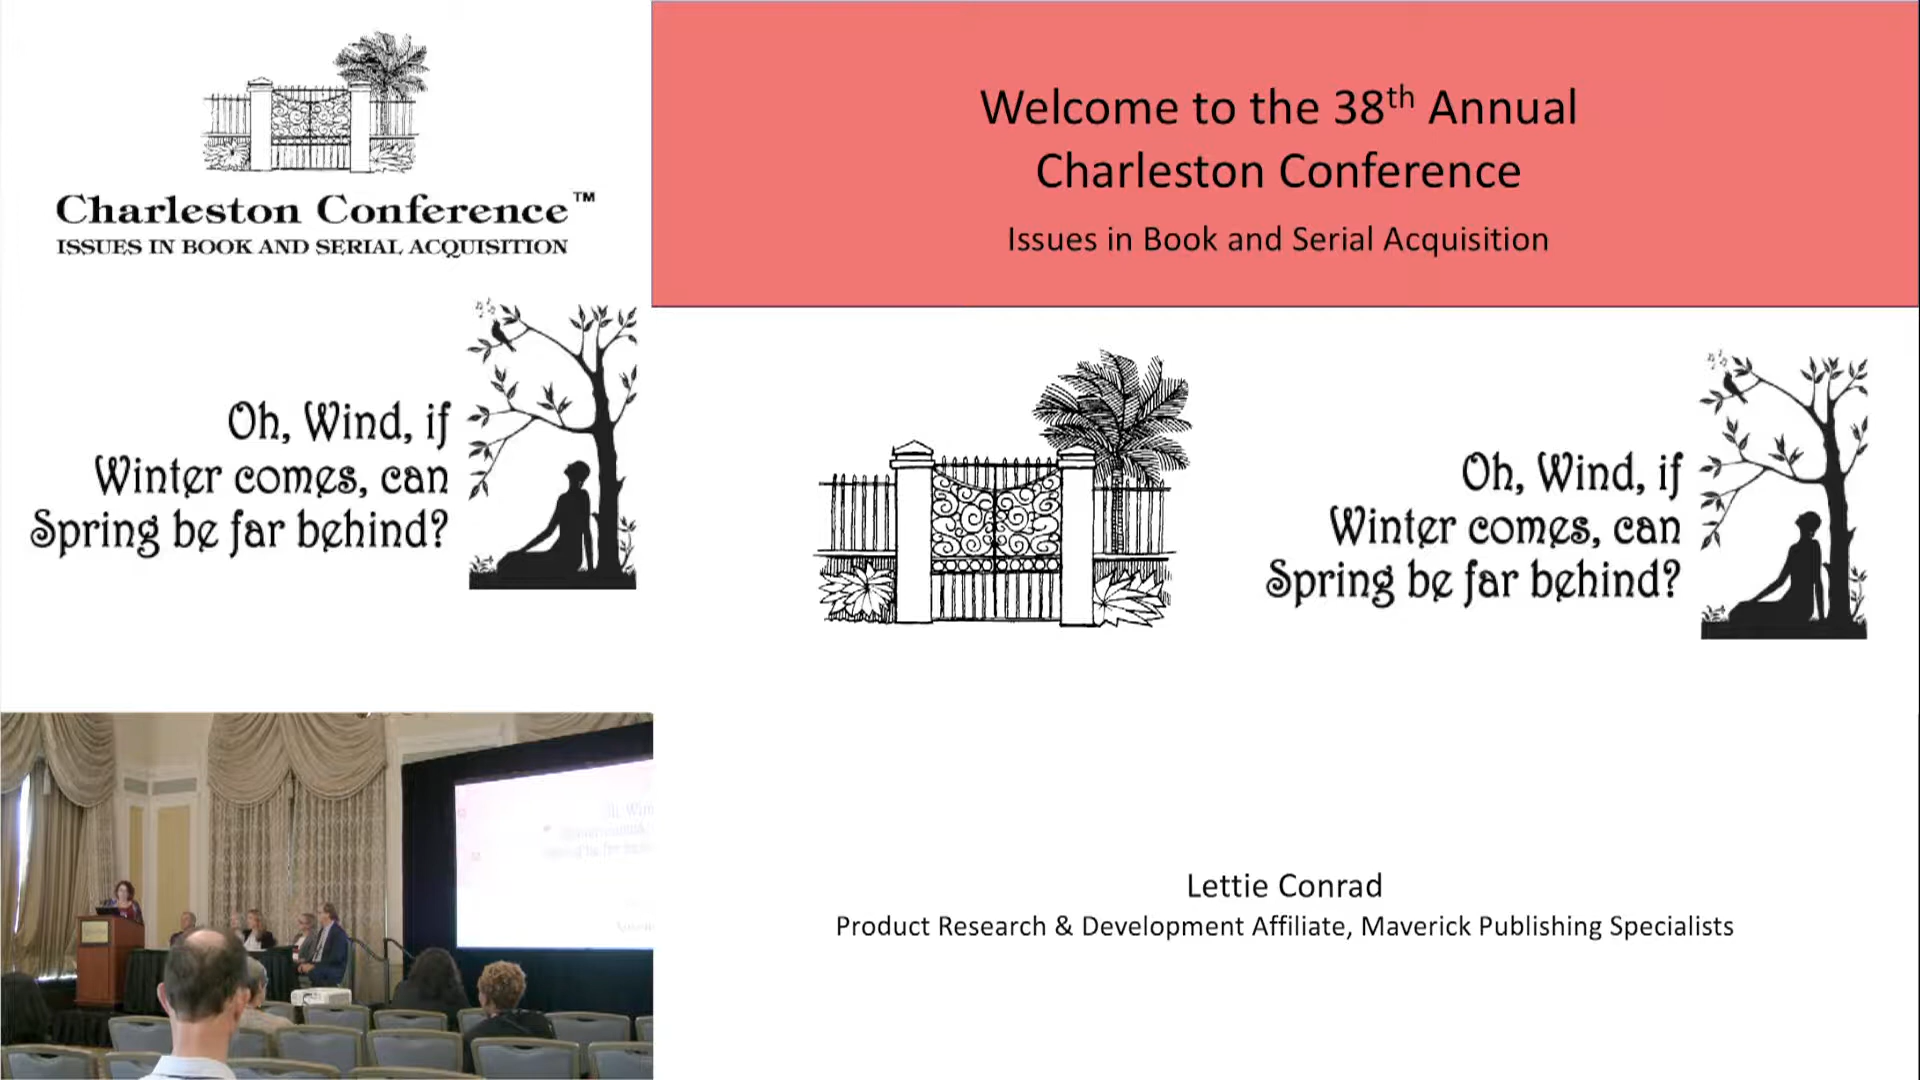 Charleston Conference™
ISSUES IN BOOK AND SERIAL ACQUISITION
Oh, Wind, if
Winter comes, can
Spring be far behind?
Welcome to the 38th Annual
Charleston Conference
Issues in Book and Serial Acquisition
Oh, Wind, if
Winter comes, can
Spring be far behind?
Lettie Conrad
Product Research & Development Affiliate, Maverick Publishing Specialists